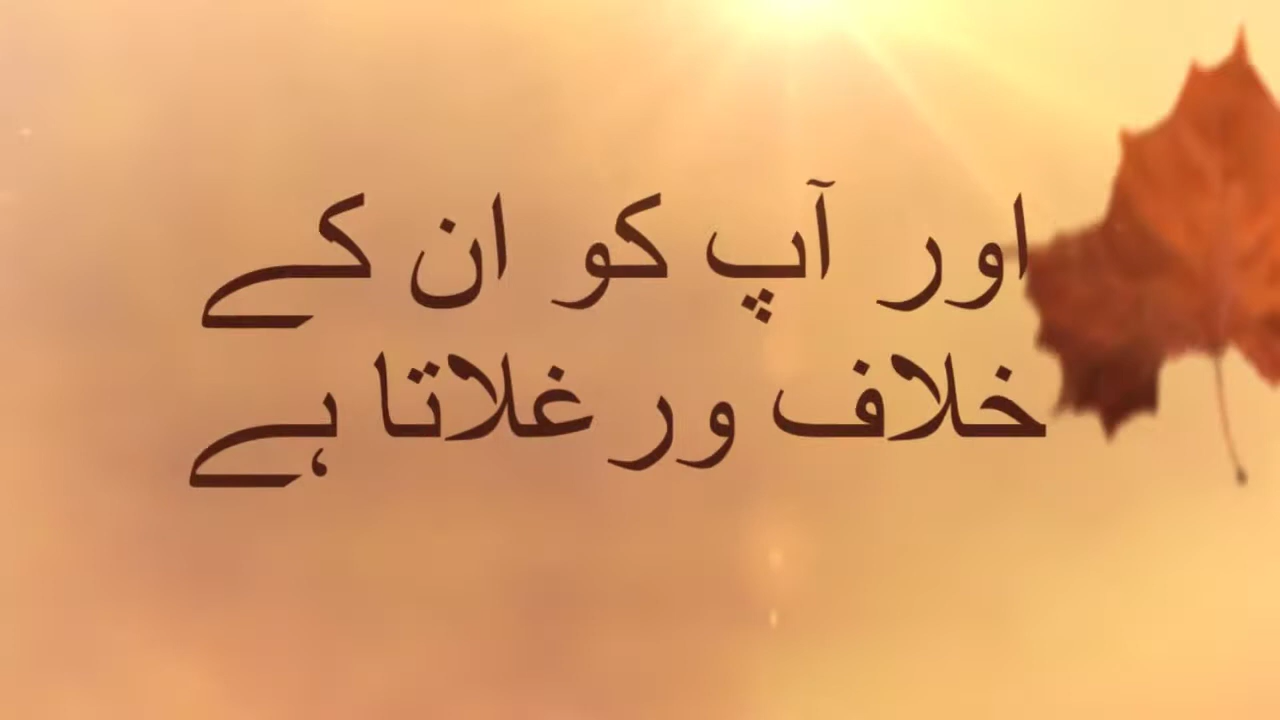 اور آپ کو ان کے
خلاف ورغلاتا ہے